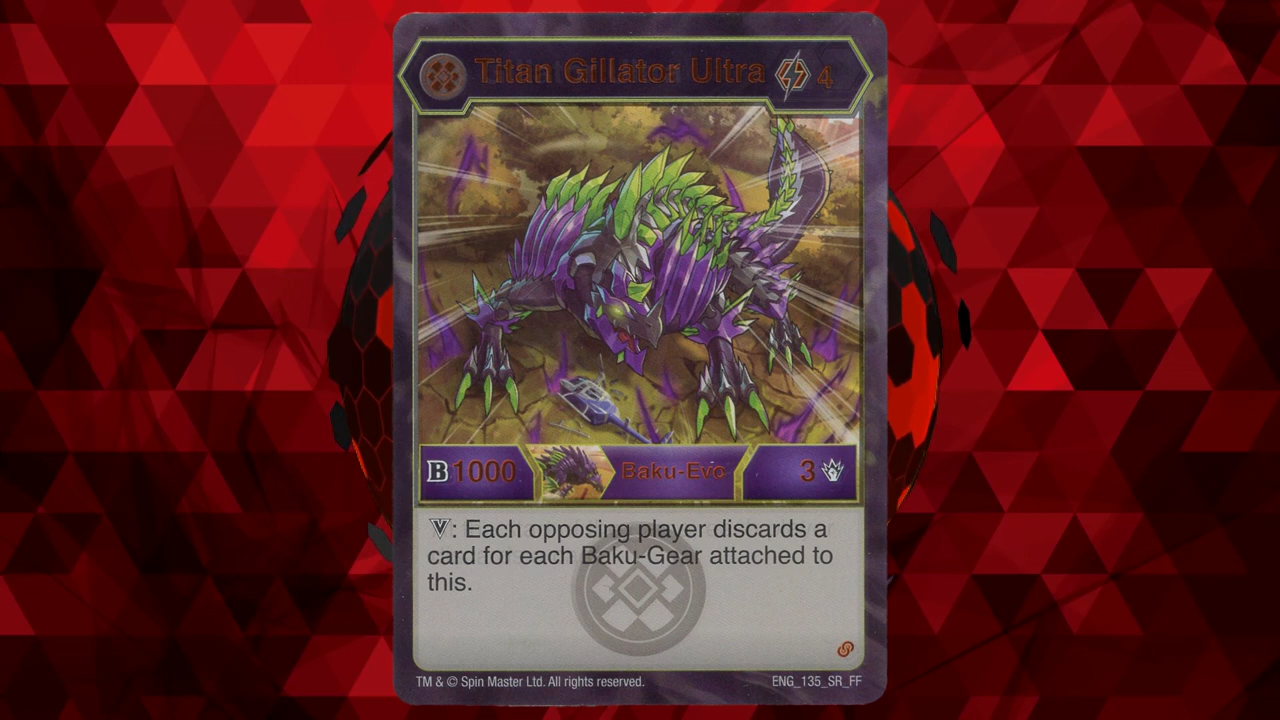 Titan Gillator Ultra 4
B 1000 Baku-Evo 3
V: Each opposing player discards a
card for each Baku-Gear attached to
this.
TM & © Spin Master Ltd. All rights reserved. ENG_135_SR_FF